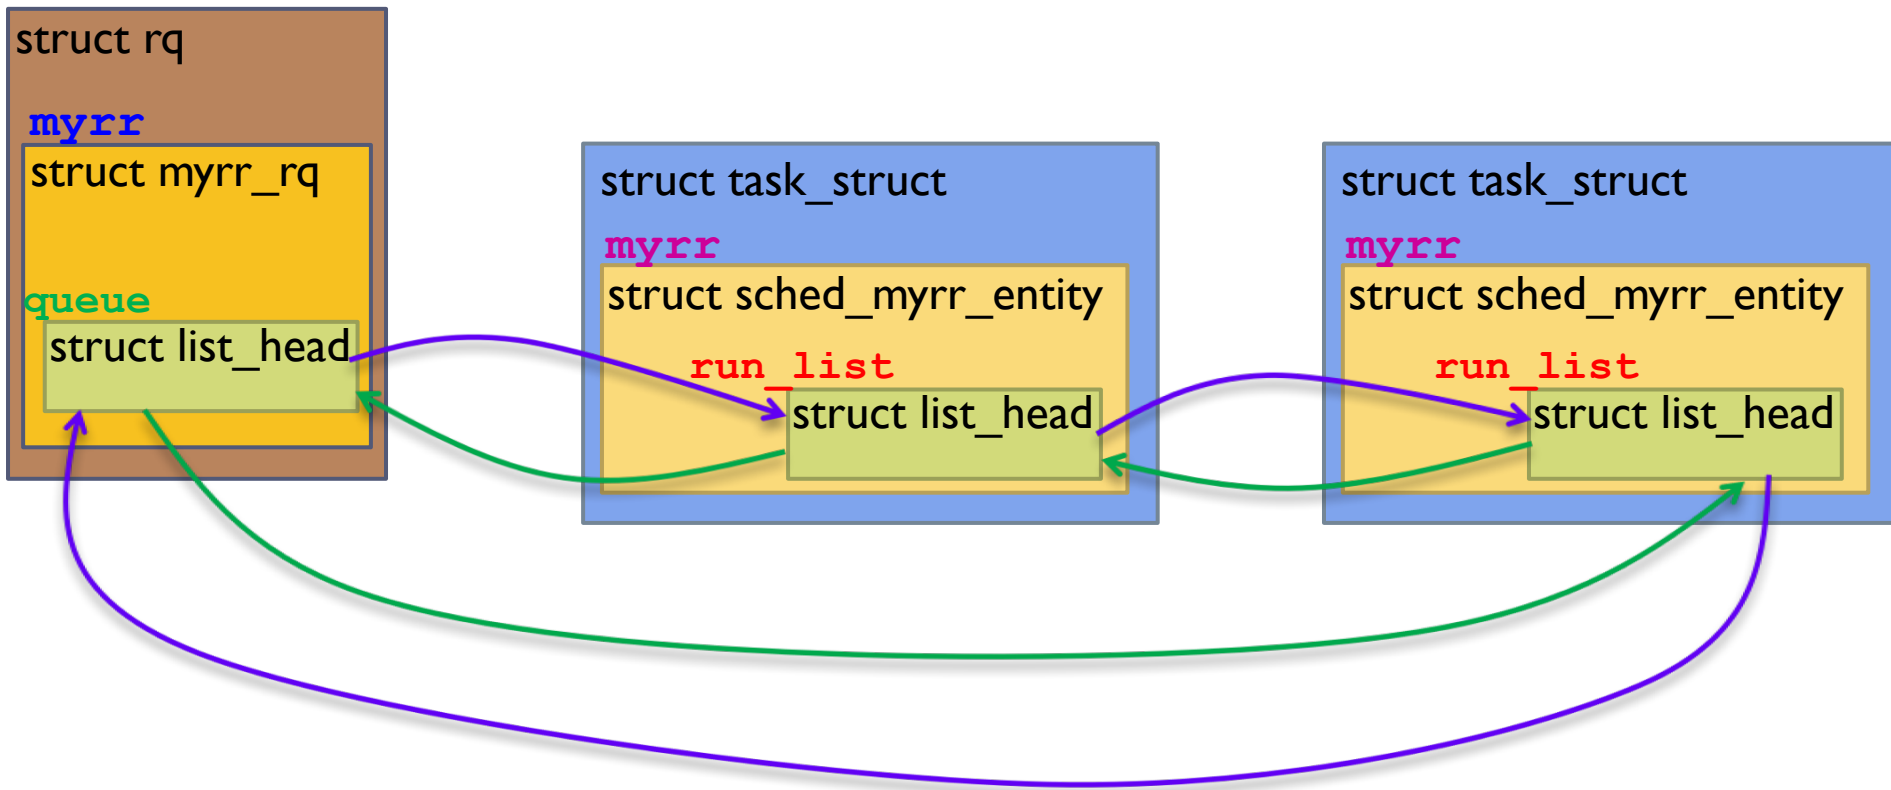 struct rq
myrr
struct myrr_rq
queue
struct list_head
struct task_struct
myrr
struct sched_myrr_entity
run_list
struct list_head
struct task_struct
myrr
struct sched_myrr_entity
run_list
struct list_head